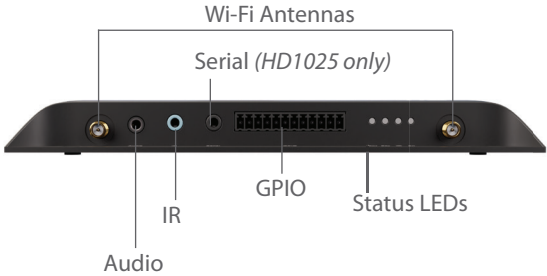 Wi-Fi Antennas
Serial (HD1025 only)
GPIO
Status LEDs
IR
Audio